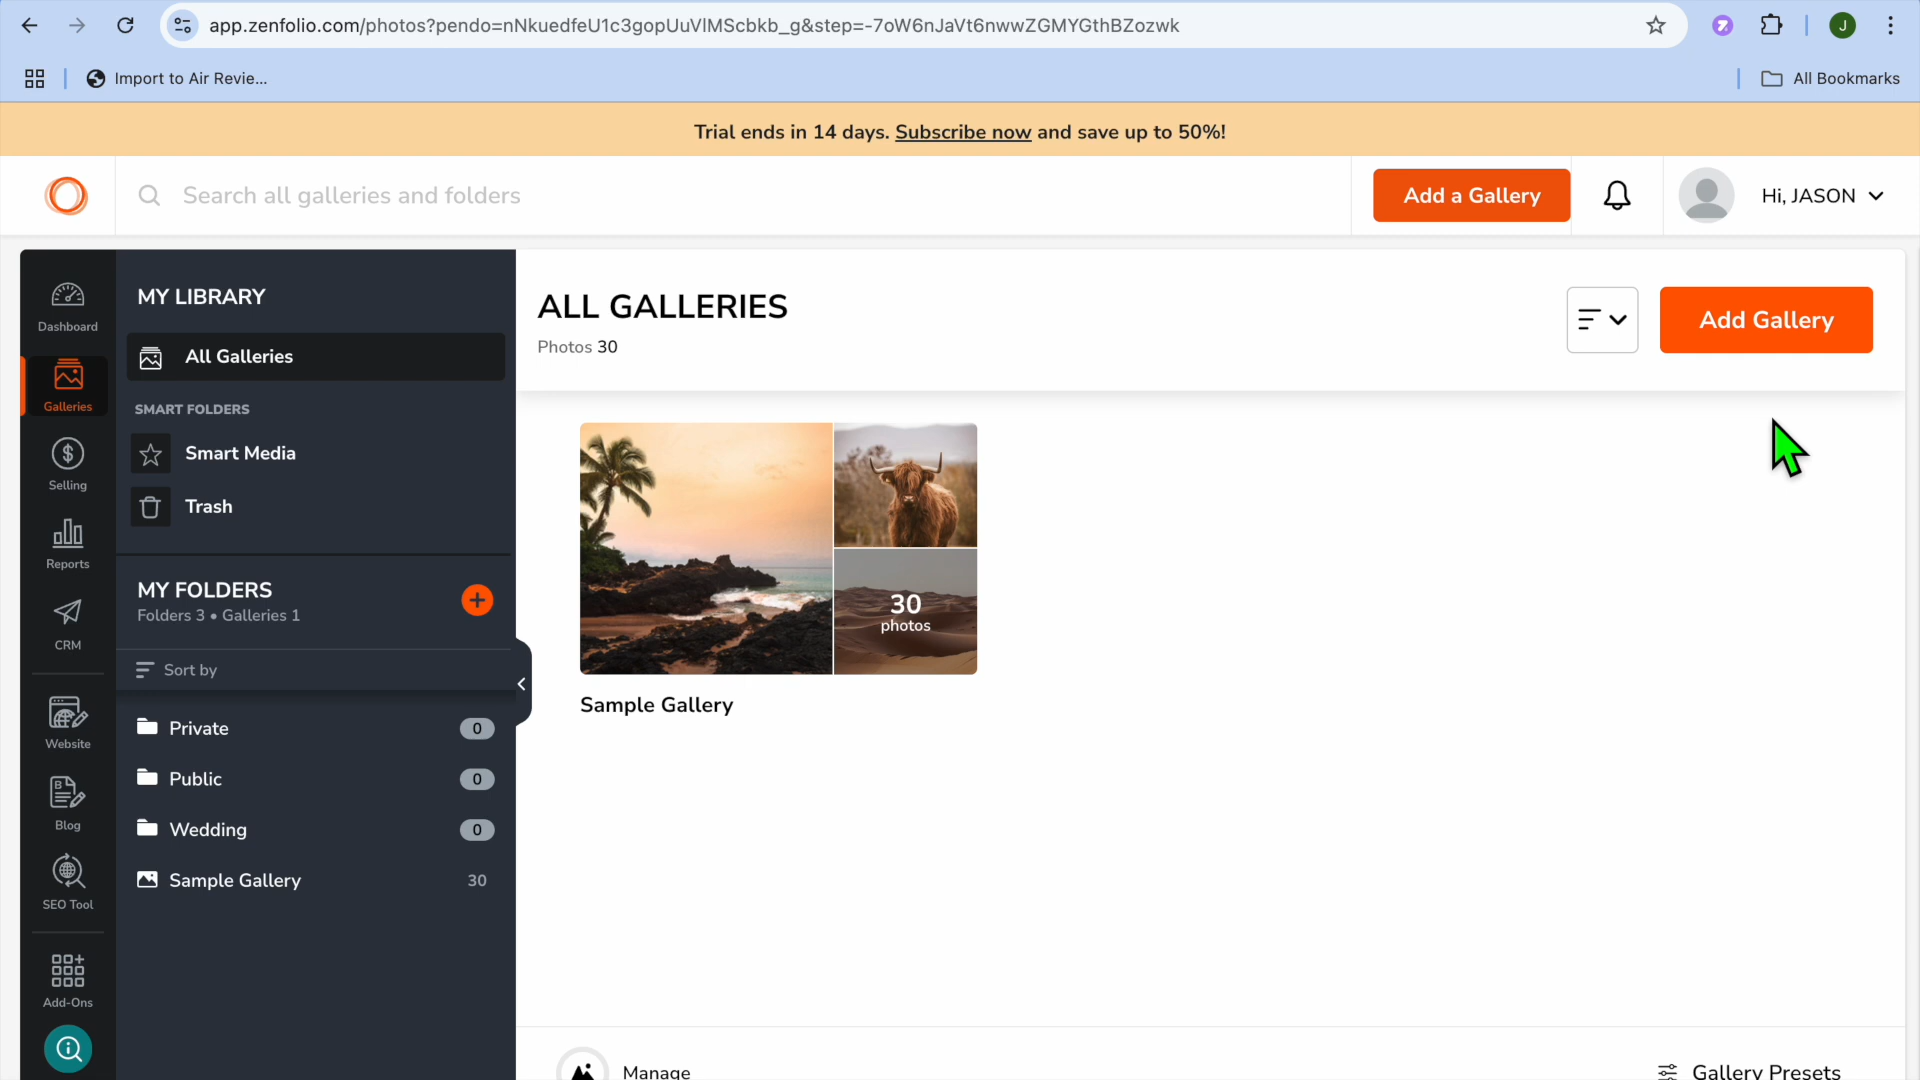 app.zenfolio.com/photos?pendo=nNkuedfeU1c3gopUuVlMScbkb_g&step=-7oW6nJaVt6nwwZGMYGthBZozwk
J
Import to Air Revie...
All Bookmarks
Trial ends in 14 days. Subscribe now and save up to 50%!
Search all galleries and folders
Add a Gallery
Hi, JASON
Dashboard
Galleries
Selling
Reports
CRM
Website
Blog
SEO Tool
Add-Ons
MY LIBRARY
All Galleries
SMART FOLDERS
Smart Media
Trash
MY FOLDERS
Folders 3 • Galleries 1
Sort by
Private 0
Public 0
Wedding 0
Sample Gallery 30
ALL GALLERIES
Photos 30
Add Gallery
30
photos
Sample Gallery
Manage
Gallery Presets